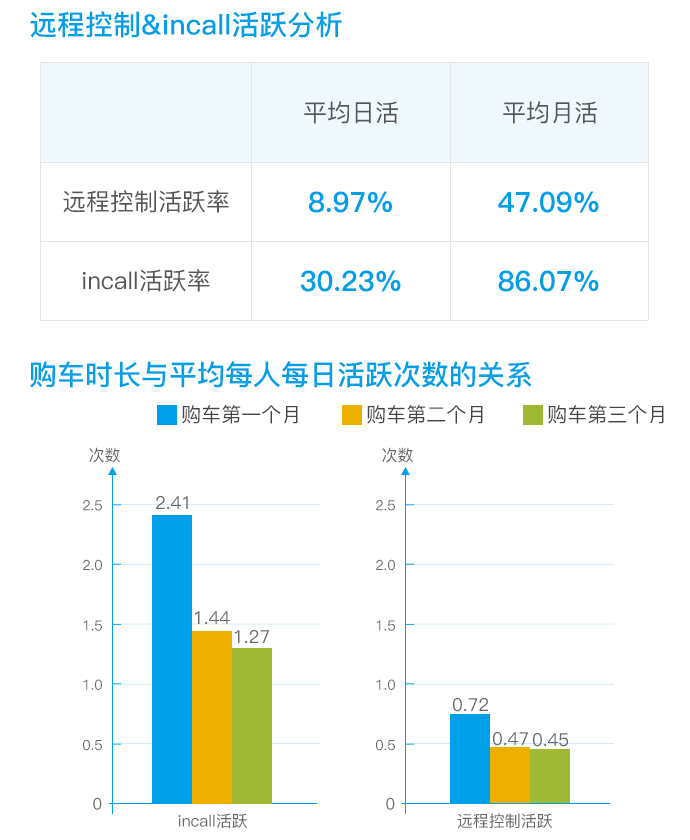 远程控制&incall活跃分析
平均日活 平均月活
远程控制活跃率 8.97% 47.09%
incall活跃率 30.23% 86.07%
购车时长与平均每人每日活跃次数的关系
购车第一个月 购车第二个月 购车第三个月
次数 次数
2.5 2.41 2.5
2.0 2.0
1.5 1.44 1.27 1.5
1.0 1.0
0.72
0.5 0.5 0.47 0.45
0 0
incall活跃 远程控制活跃